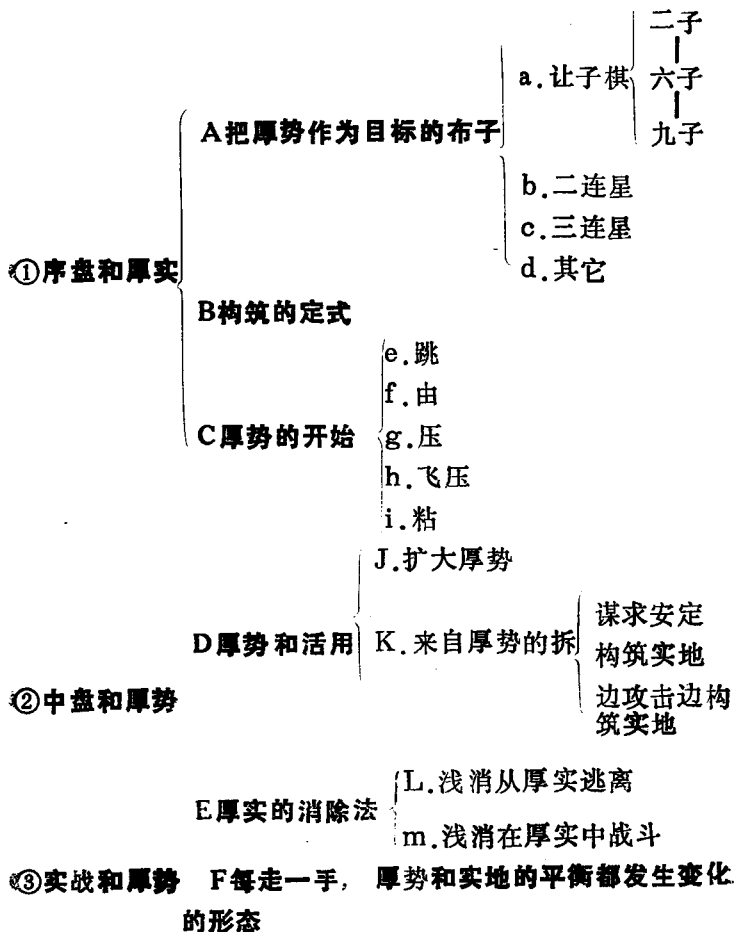 二子
a.让子棋 六子
A把厚势作为目标的布子 九子
b.二连星
c.三连星
①序盘和厚实 d.其它
B构筑的定式
e.跳
f.由
C厚势的开始 g.压
h.飞压
i.粘
J.扩大厚势
谋求安定
D厚势和活用 K.来自厚势的拆 构筑实地
②中盘和厚势 边攻击边构
筑实地
L.浅消从厚实逃离
E厚实的消除法
m.浅消在厚实中战斗
③实战和厚势 F每走一手, 厚势和实地的平衡都发生变化
的形态